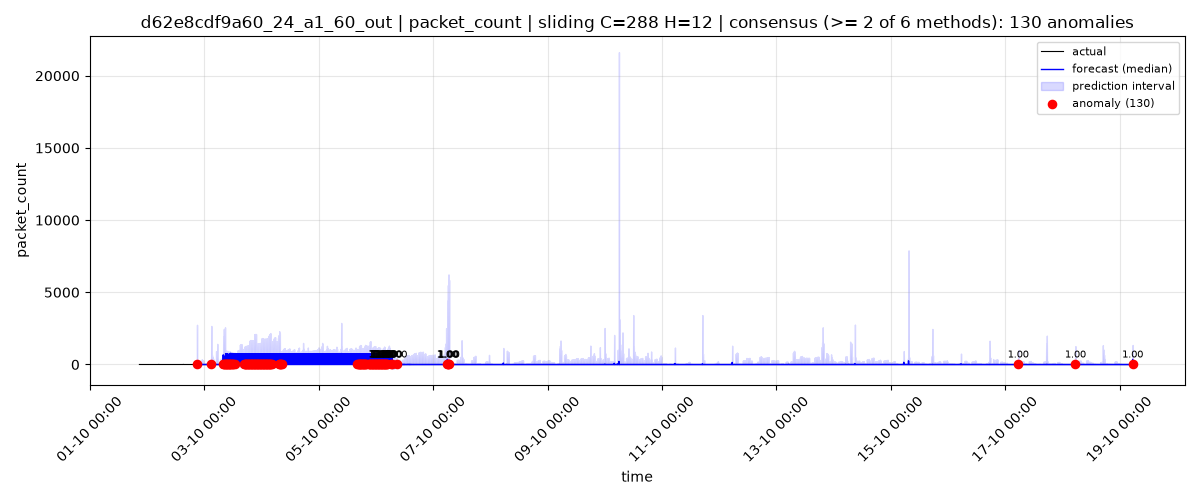 d62e8cdf9a60_24_a1_60_out | packet_count | sliding C=288 H=12 | consensus (>= 2 of 6 methods): 130 anomalies
actual
forecast (median)
prediction interval
anomaly (130)
packet_count
20000
15000
10000
5000
0
1.00
1.00
1.00
1.00
01-10 00:00
03-10 00:00
05-10 00:00
07-10 00:00
09-10 00:00
11-10 00:00
13-10 00:00
15-10 00:00
17-10 00:00
19-10 00:00
time